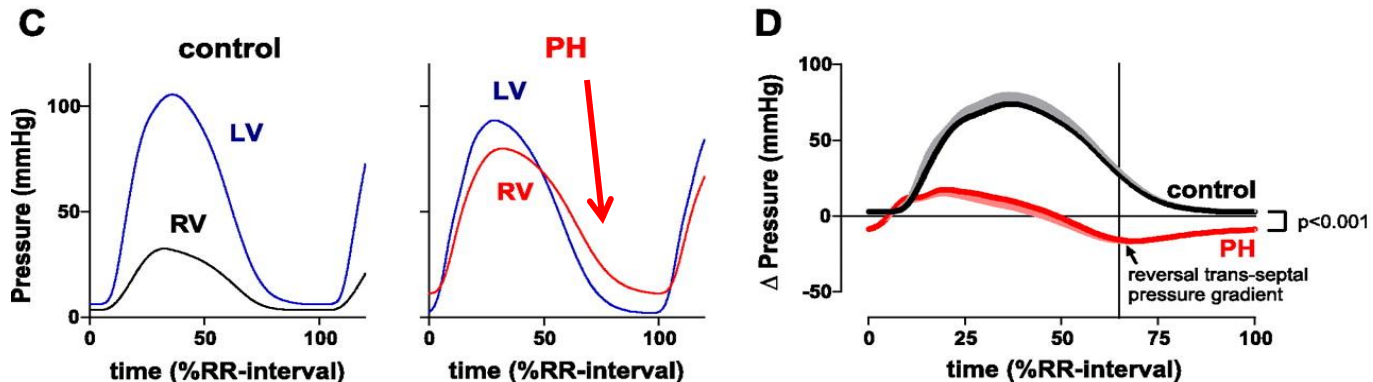 C
control
PH
Pressure (mmHg)
100
50
0
LV
RV
0
50
100
time (%RR-interval)
LV
RV
0
50
100
time (%RR-interval)
D
Δ Pressure (mmHg)
100
50
0
-50
control
p<0.001
PH
reversal trans-septal
pressure gradient
0
25
50
75
100
time (%RR-interval)